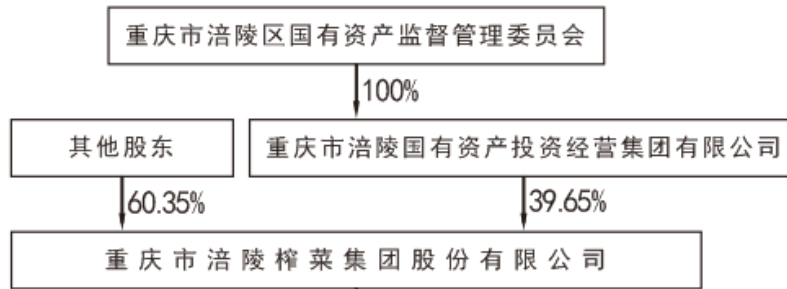 重庆市涪陵区国有资产监督管理委员会
100%
其他股东
重庆市涪陵国有资产投资经营集团有限公司
60.35%
39.65%
重庆市涪陵榨菜集团股份有限公司